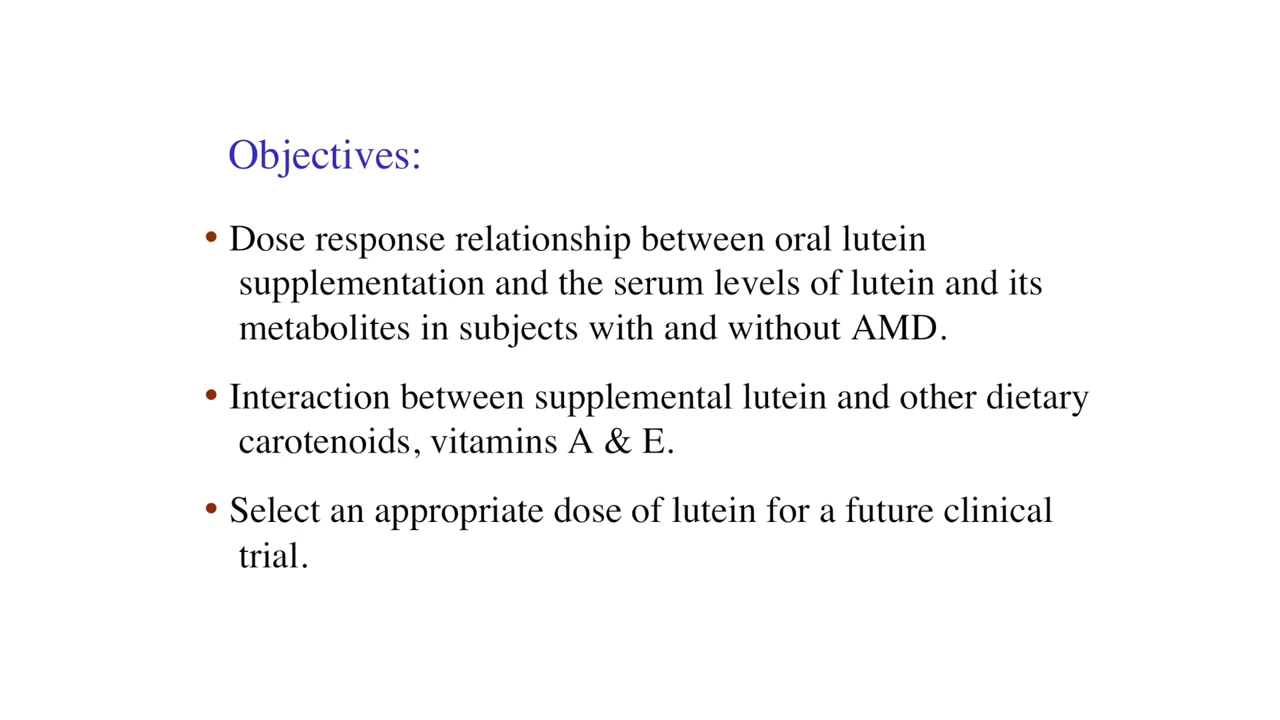 Objectives:
• Dose response relationship between oral lutein
supplementation and the serum levels of lutein and its
metabolites in subjects with and without AMD.
• Interaction between supplemental lutein and other dietary
carotenoids, vitamins A & E.
• Select an appropriate dose of lutein for a future clinical
trial.